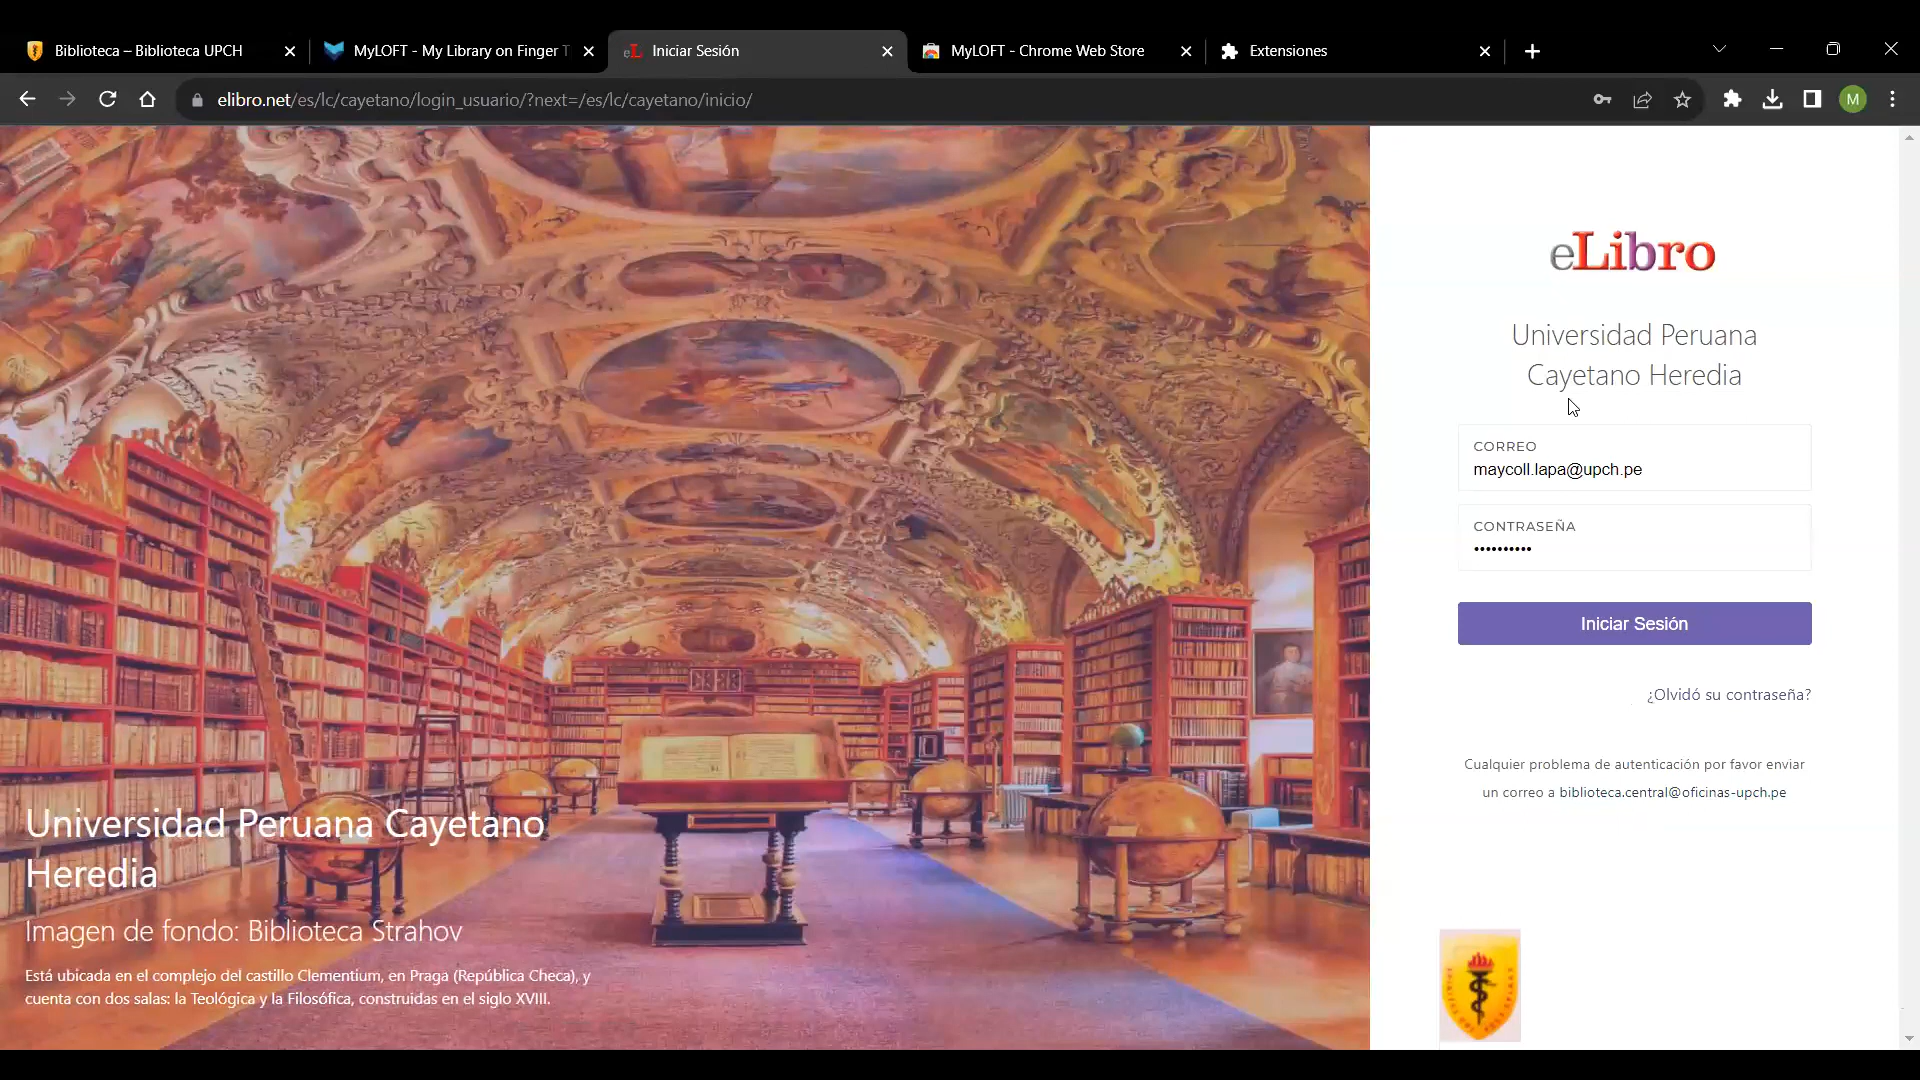 Biblioteca – Biblioteca UPCH
MyLOFT - My Library on Finger T
Iniciar Sesión
MyLOFT - Chrome Web Store
Extensiones
elibro.net/es/lc/cayetano/login_usuario/?next=/es/lc/cayetano/inicio/
M
eLibro
Universidad Peruana
Cayetano Heredia
CORREO
maycoll.lapa@upch.pe
CONTRASEÑA
••••••••••
Iniciar Sesión
¿Olvidó su contraseña?
Cualquier problema de autenticación por favor enviar
un correo a biblioteca.central@oficinas-upch.pe
Universidad Peruana Cayetano
Heredia
Imagen de fondo: Biblioteca Strahov
Está ubicada en el complejo del castillo Clementium, en Praga (República Checa), y
cuenta con dos salas: la Teológica y la Filosófica, construidas en el siglo XVIII.